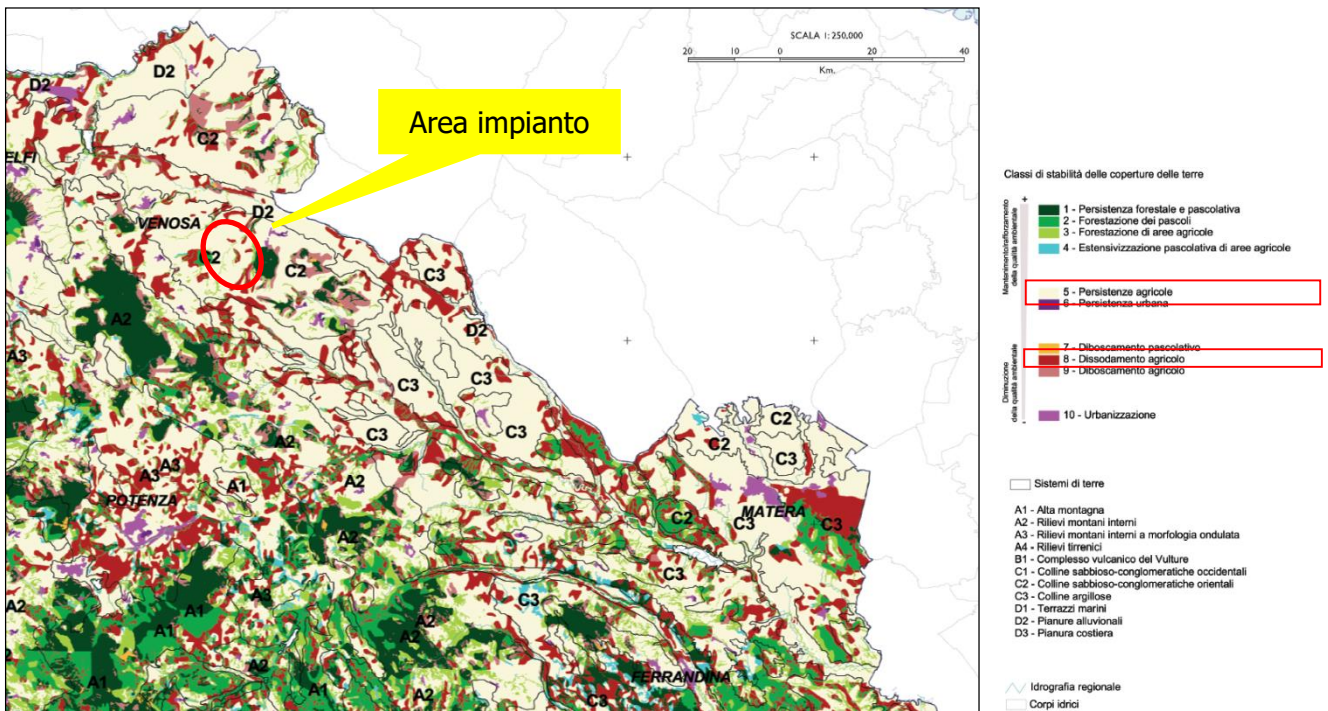 SCALA 1: 250,000
20 10 0 20 40
Km.
D2
D2
Area impianto
C2
ELFI
D2
VENOSA
C2
C2
C3
A2
D2
A3
C3
C3
C3
C2
C2
C3
C3
A2
A3
A3
A1
A2
POTENZA
A2
C2
MATERA
C3
C3
C3
A2
A1
A3
C3
A2
A2
A1
A2
A2
FERRANDINA
A1
A1
A2
C3
Classi di stabilità delle coperture delle terre
Mantenimento/rafforzamento
della qualità ambientale
+
1 - Persistenza forestale e pascolativa
2 - Forestazione dei pascoli
3 - Forestazione di aree agricole
4 - Estensivizzazione pascolativa di aree agricole
5 - Persistenze agricole
6 - Persistenza urbana
Diminuzione
della qualità ambientale
-
7 - Diboscamento pascolativo
8 - Dissodamento agricolo
9 - Diboscamento agricolo
10 - Urbanizzazione
Sistemi di terre
A1 - Alta montagna
A2 - Rilievi montani interni
A3 - Rilievi montani interni a morfologia ondulata
A4 - Rilievi tirrenici
B1 - Complesso vulcanico del Vulture
C1 - Colline sabbioso-conglomeratiche occidentali
C2 - Colline sabbioso-conglomeratiche orientali
C3 - Colline argillose
D1 - Terrazzi marini
D2 - Pianure alluvionali
D3 - Pianura costiera
Idrografia regionale
Corpi idrici